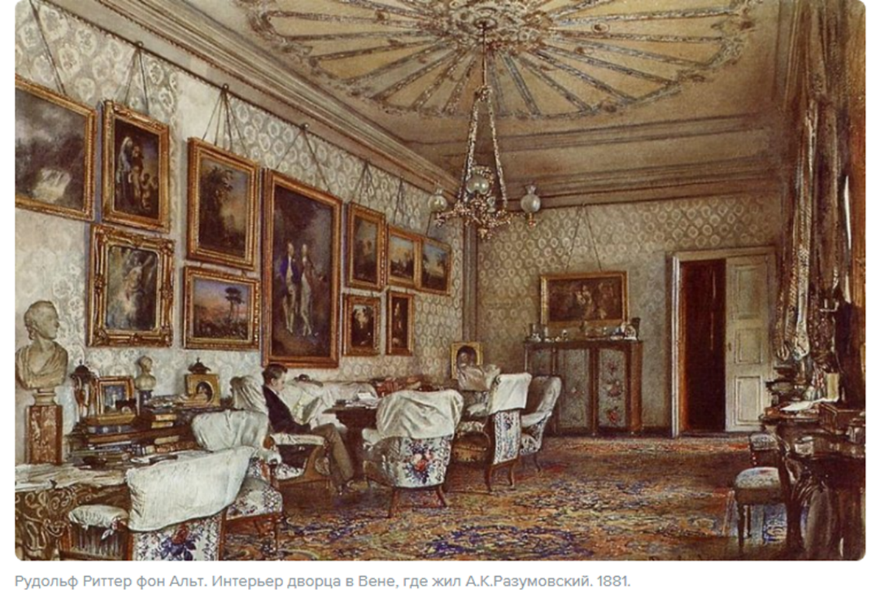 Рудольф Риттер фон Альт. Интерьер дворца в Вене, где жил А.К.Разумовский. 1881.